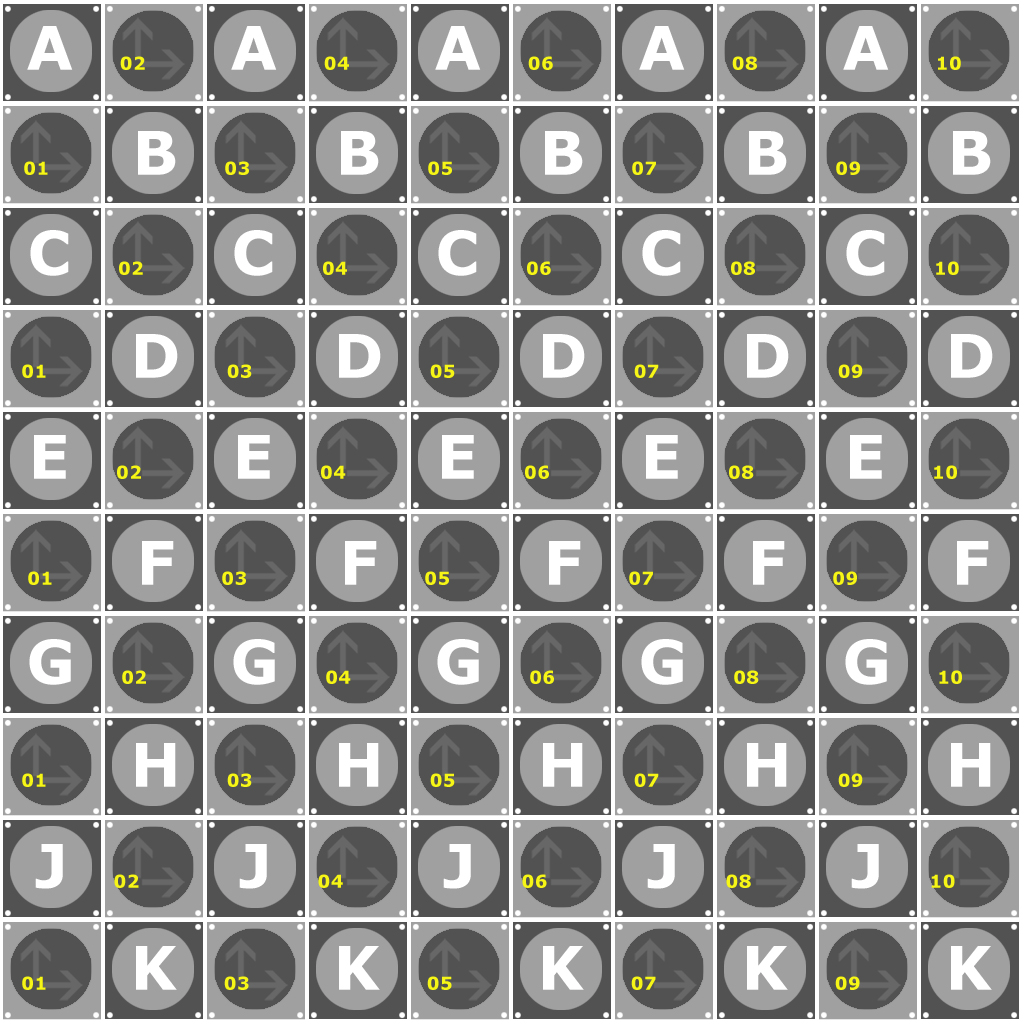 A 02 A 04 A 06 A 08 A 10
01 B 03 B 05 B 07 B 09 B
C 02 C 04 C 06 C 08 C 10
01 D 03 D 05 D 07 D 09 D
E 02 E 04 E 06 E 08 E 10
01 F 03 F 05 F 07 F 09 F
G 02 G 04 G 06 G 08 G 10
01 H 03 H 05 H 07 H 09 H
J 02 J 04 J 06 J 08 J 10
01 K 03 K 05 K 07 K 09 K